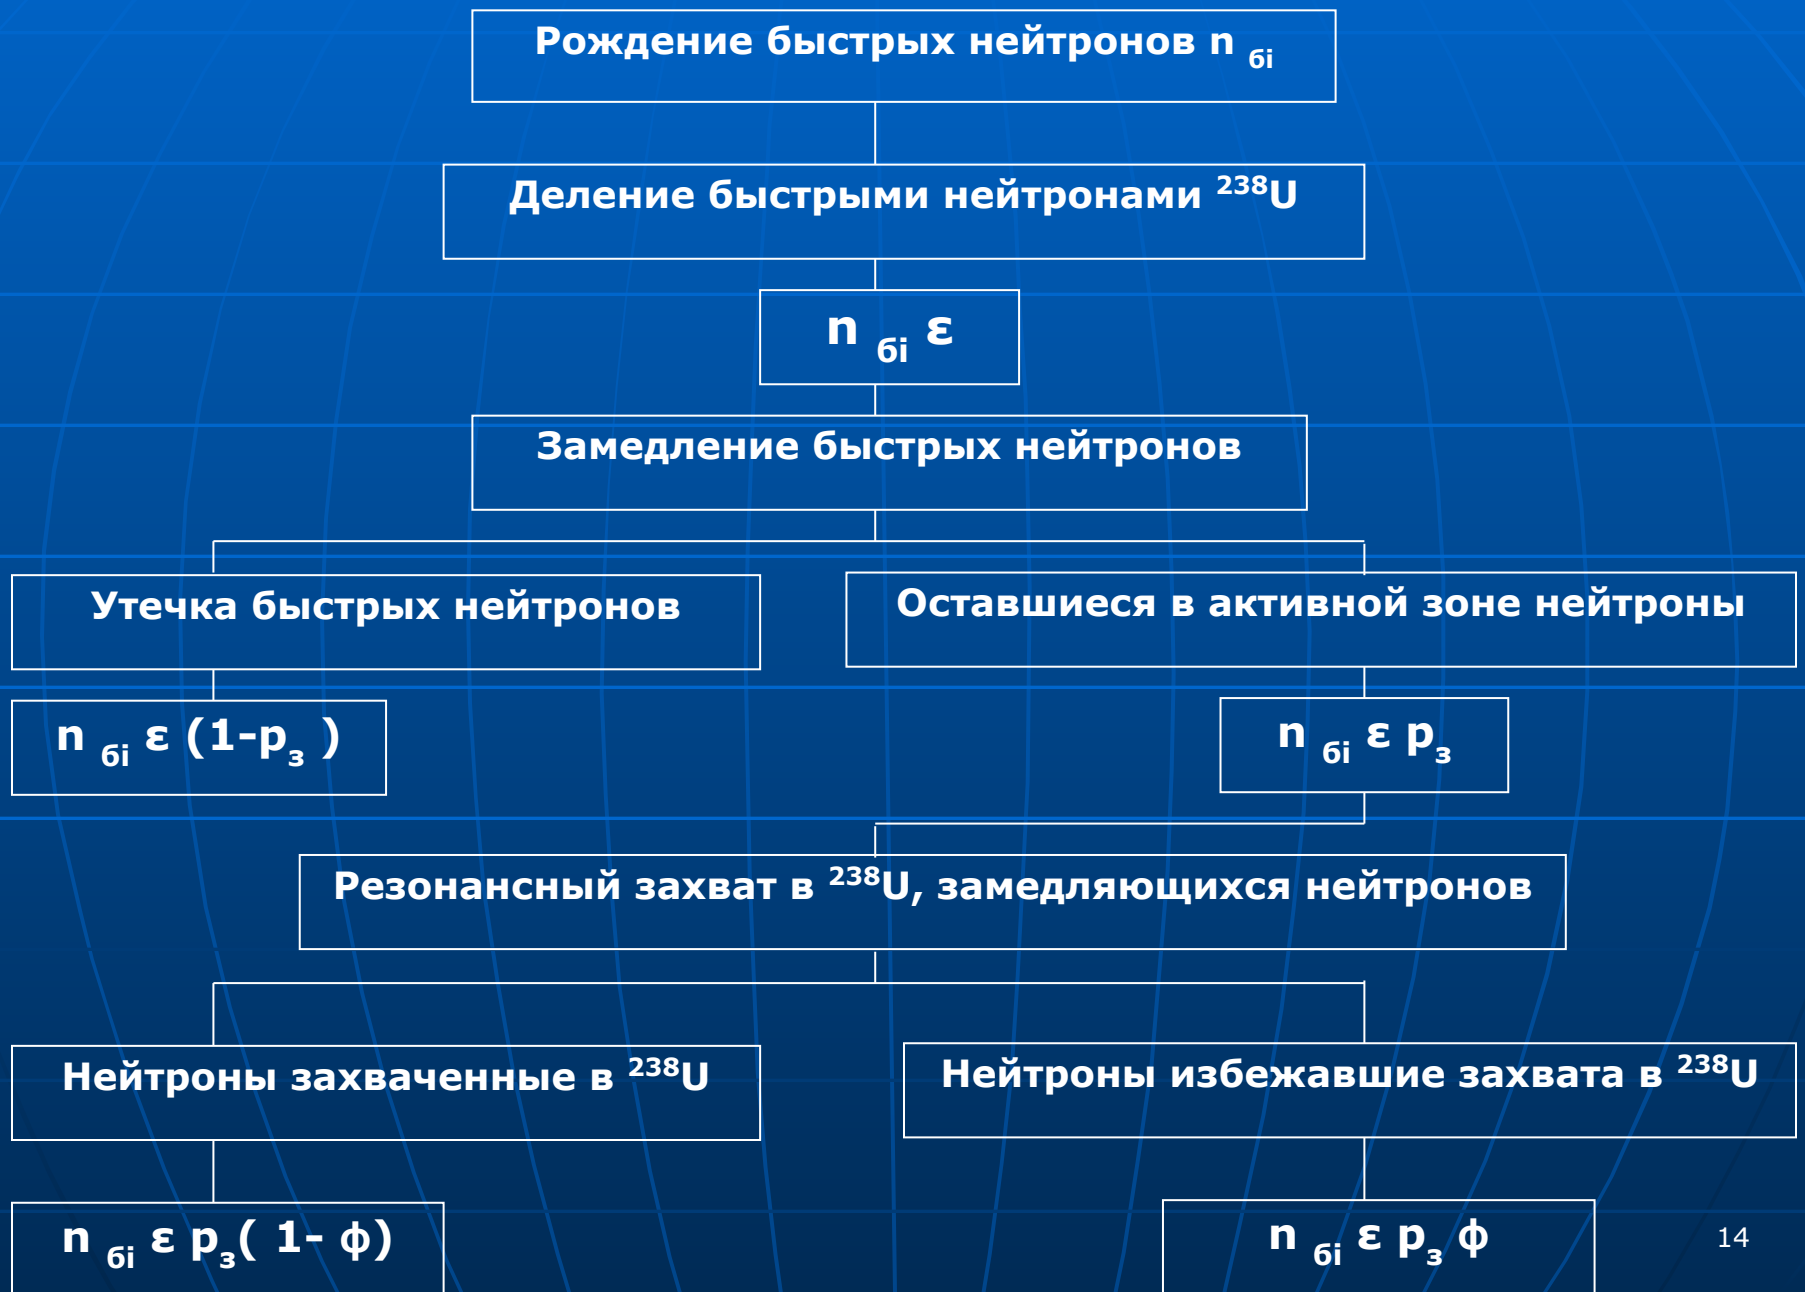 Рождение быстрых нейтронов n бi
Деление быстрыми нейтронами ²³⁸U
n бi ε
Замедление быстрых нейтронов
Утечка быстрых нейтронов
Оставшиеся в активной зоне нейтроны
n бi ε (1-pз )
n бi ε pз
Резонансный захват в ²³⁸U, замедляющихся нейтронов
Нейтроны захваченные в ²³⁸U
Нейтроны избежавшие захвата в ²³⁸U
n бi ε pз( 1- φ)
n бi ε pз φ
14